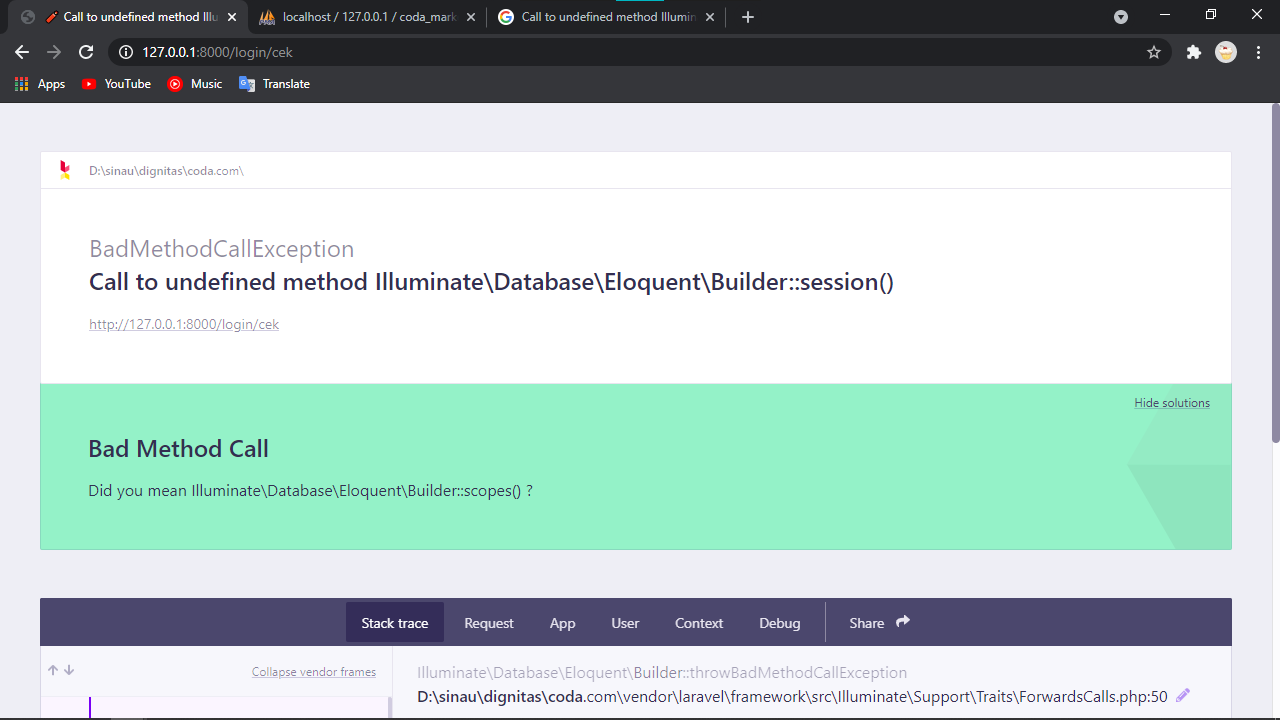 Call to undefined method Illu
localhost / 127.0.0.1 / coda_mark
Call to undefined method Illumin
127.0.0.1:8000/login/cek
Apps
YouTube
Music
Translate
D:\sinau\dignitas\coda.com\
BadMethodCallException
Call to undefined method Illuminate\Database\Eloquent\Builder::session()
http://127.0.0.1:8000/login/cek
Hide solutions
Bad Method Call
Did you mean Illuminate\Database\Eloquent\Builder::scopes() ?
Stack trace
Request
App
User
Context
Debug
Share
Collapse vendor frames
Illuminate\Database\Eloquent\Builder::throwBadMethodCallException
D:\sinau\dignitas\coda.com\vendor\laravel\framework\src\Illuminate\Support\Traits\ForwardsCalls.php:50